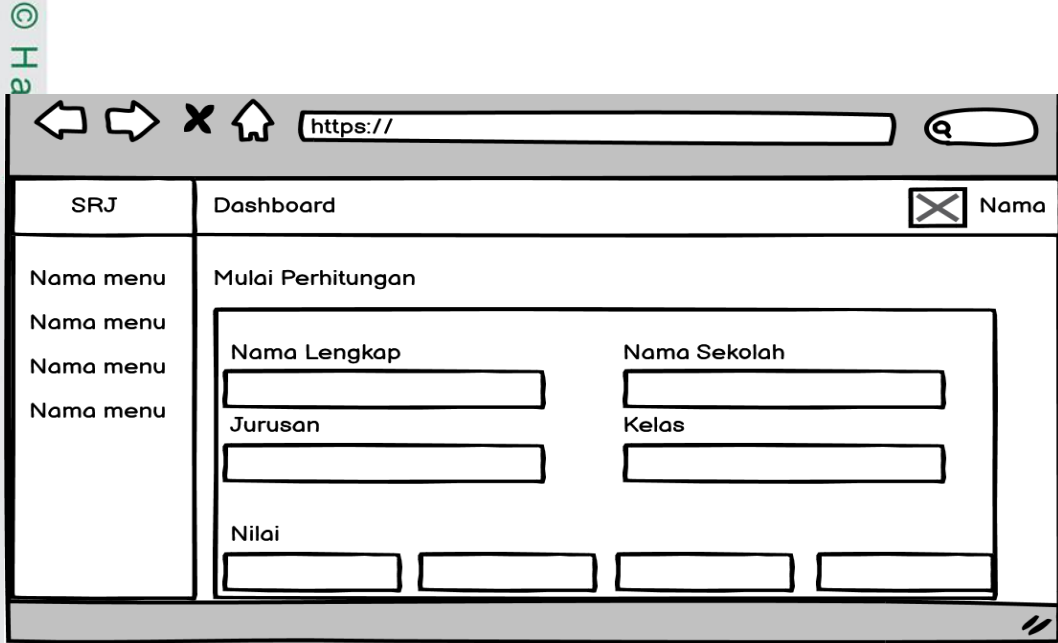 © Ha
https://
SRJ
Dashboard
Nama
Nama menu
Nama menu
Nama menu
Nama menu
Mulai Perhitungan
Nama Lengkap
Nama Sekolah
Jurusan
Kelas
Nilai